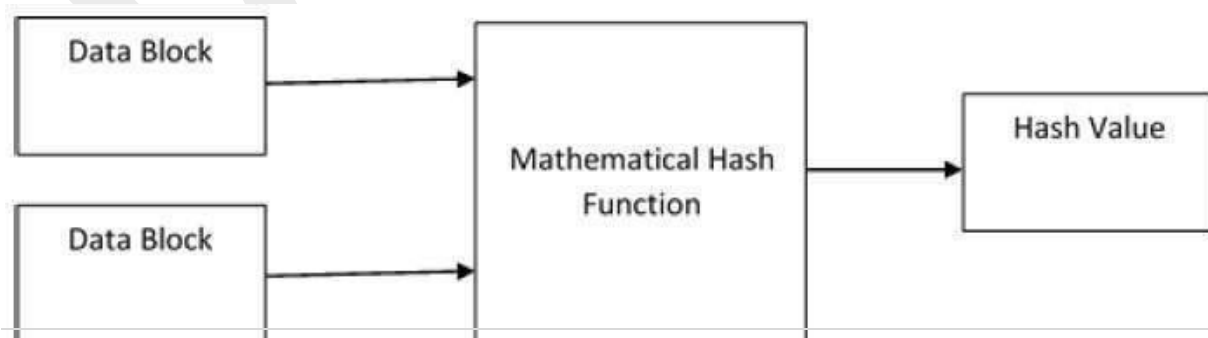 Data Block
Mathematical Hash
Function
Hash Value
Data Block